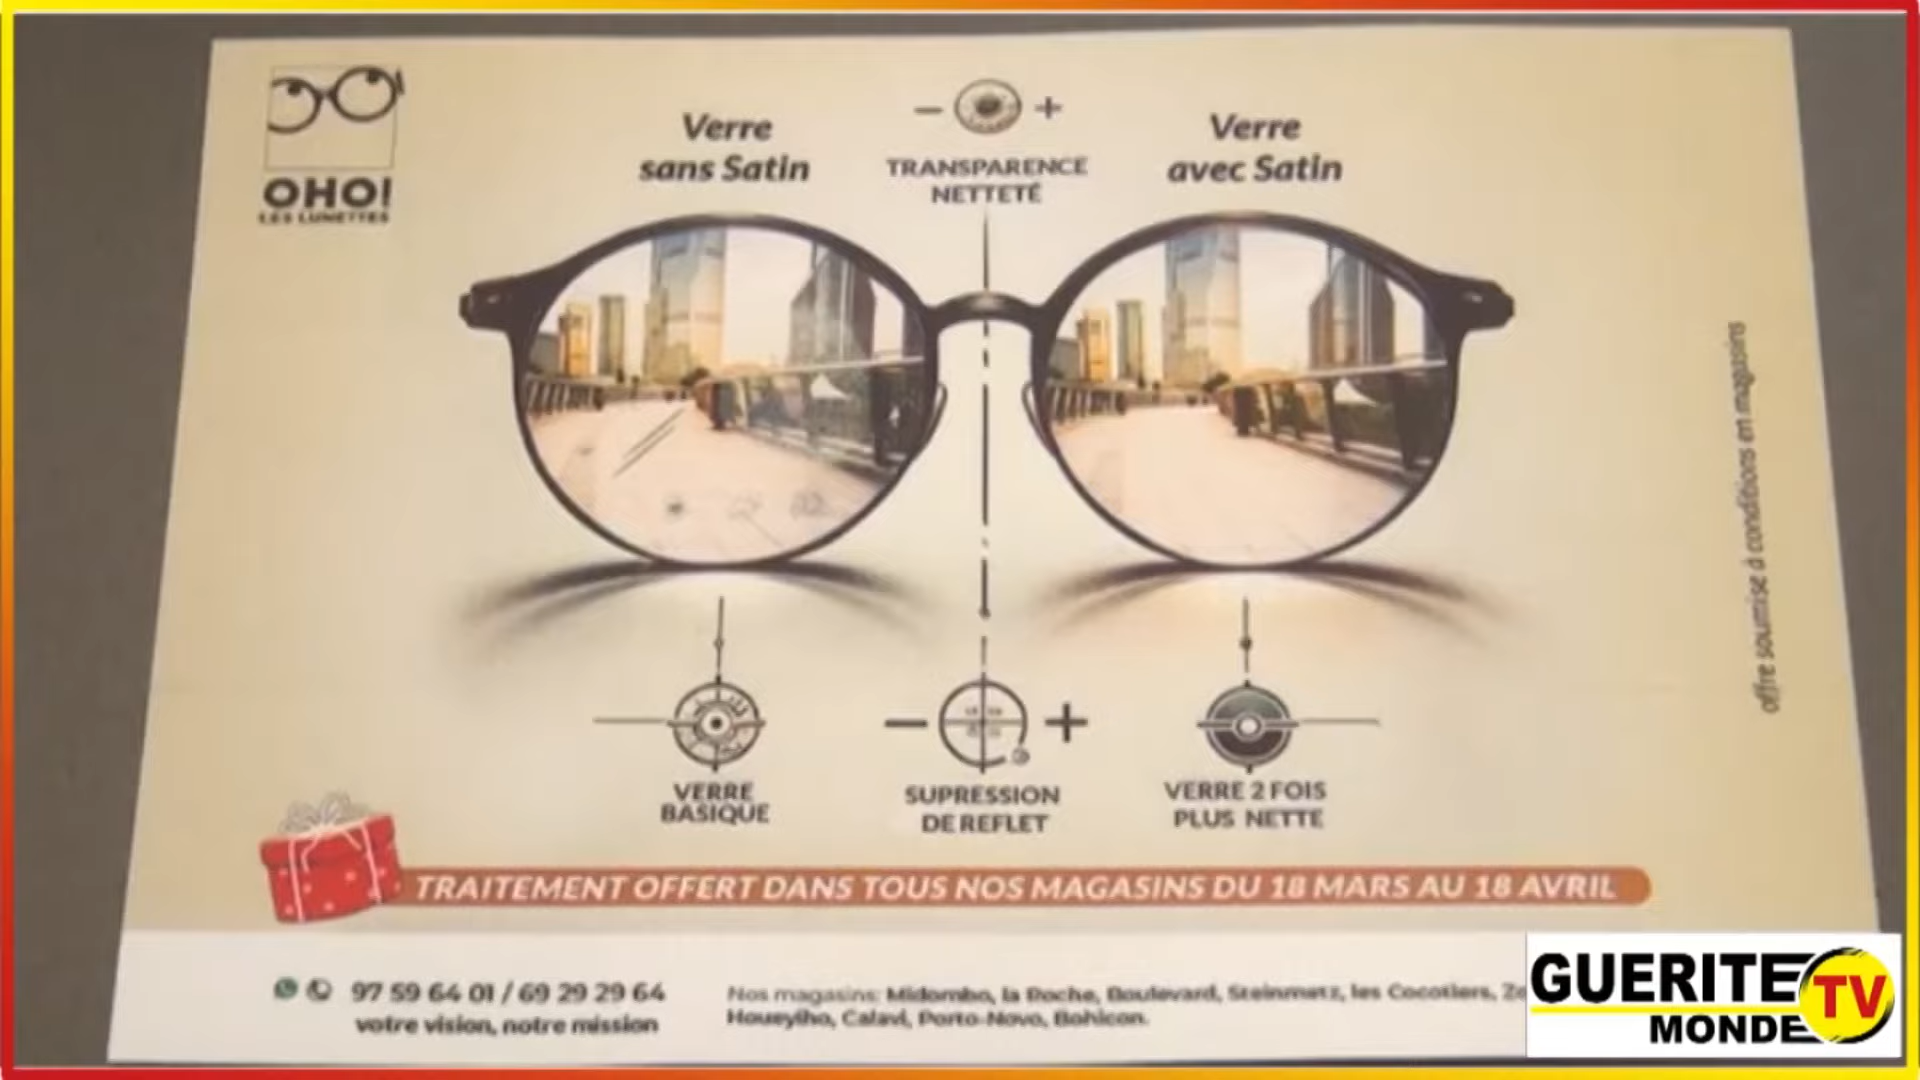 OHO!
LES LUNETTES
Verre
sans Satin
TRANSPARENCE
NETTETÉ
Verre
avec Satin
offre soumise à conditions en magasins
VERRE
BASIQUE
SUPRESSION
DE REFLET
VERRE 2 FOIS
PLUS NETTE
TRAITEMENT OFFERT DANS TOUS NOS MAGASINS DU 18 MARS AU 18 AVRIL
97 59 64 01 / 69 29 29 64
votre vision, notre mission
Nos magasins: Midombo, la Roche, Boulevard, Steinmetz, les Cocotiers,
Houeyiho, Calavi, Porto-Novo, Bohicon.
GUERITE TV
MONDE